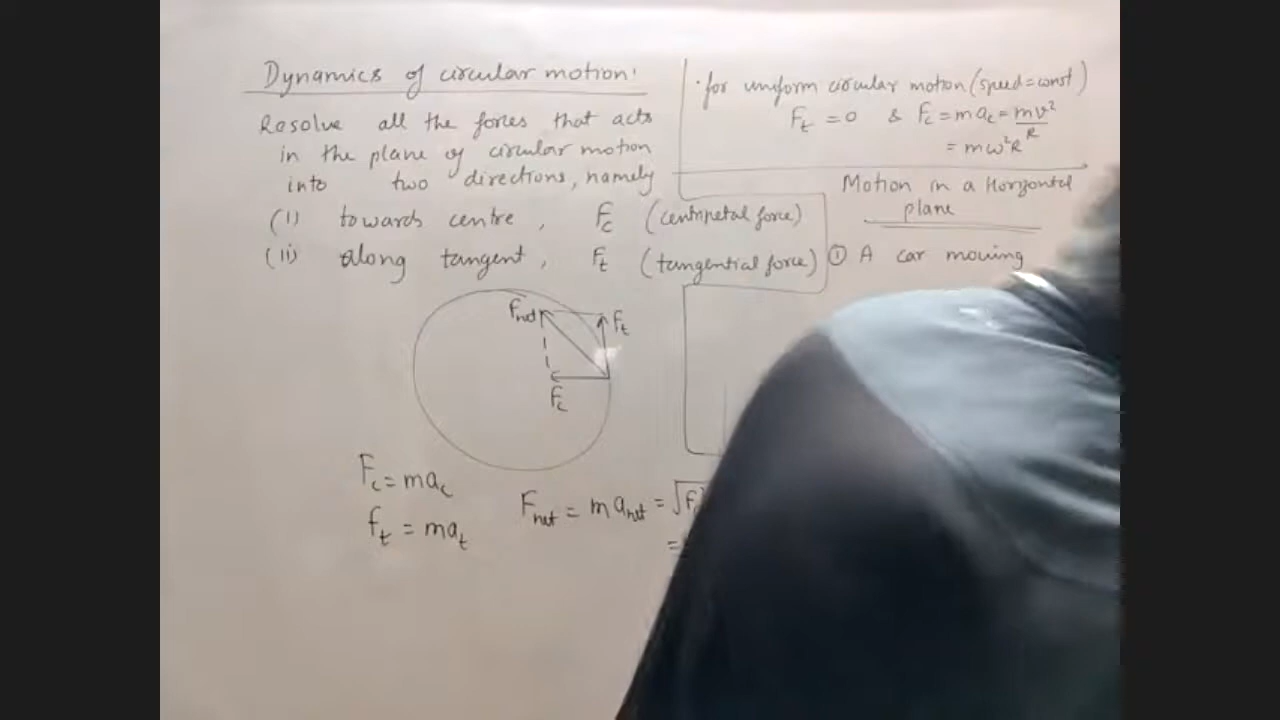 Dynamics of circular motion:
Resolve all the forces that acts
in the plane of circular motion
into two directions, namely
(i) towards centre, Fc (centripetal force)
(ii) along tangent, Ft (tangential force)
Fnet
Ft
Fc
Fc = mac
ft = mat
Fnet = m anet = √F
=
· for uniform circular motion (speed = const)
Ft = 0 & Fc = mac = mv²/R
= mω²R
Motion in a Horizontal
plane
① A car moving